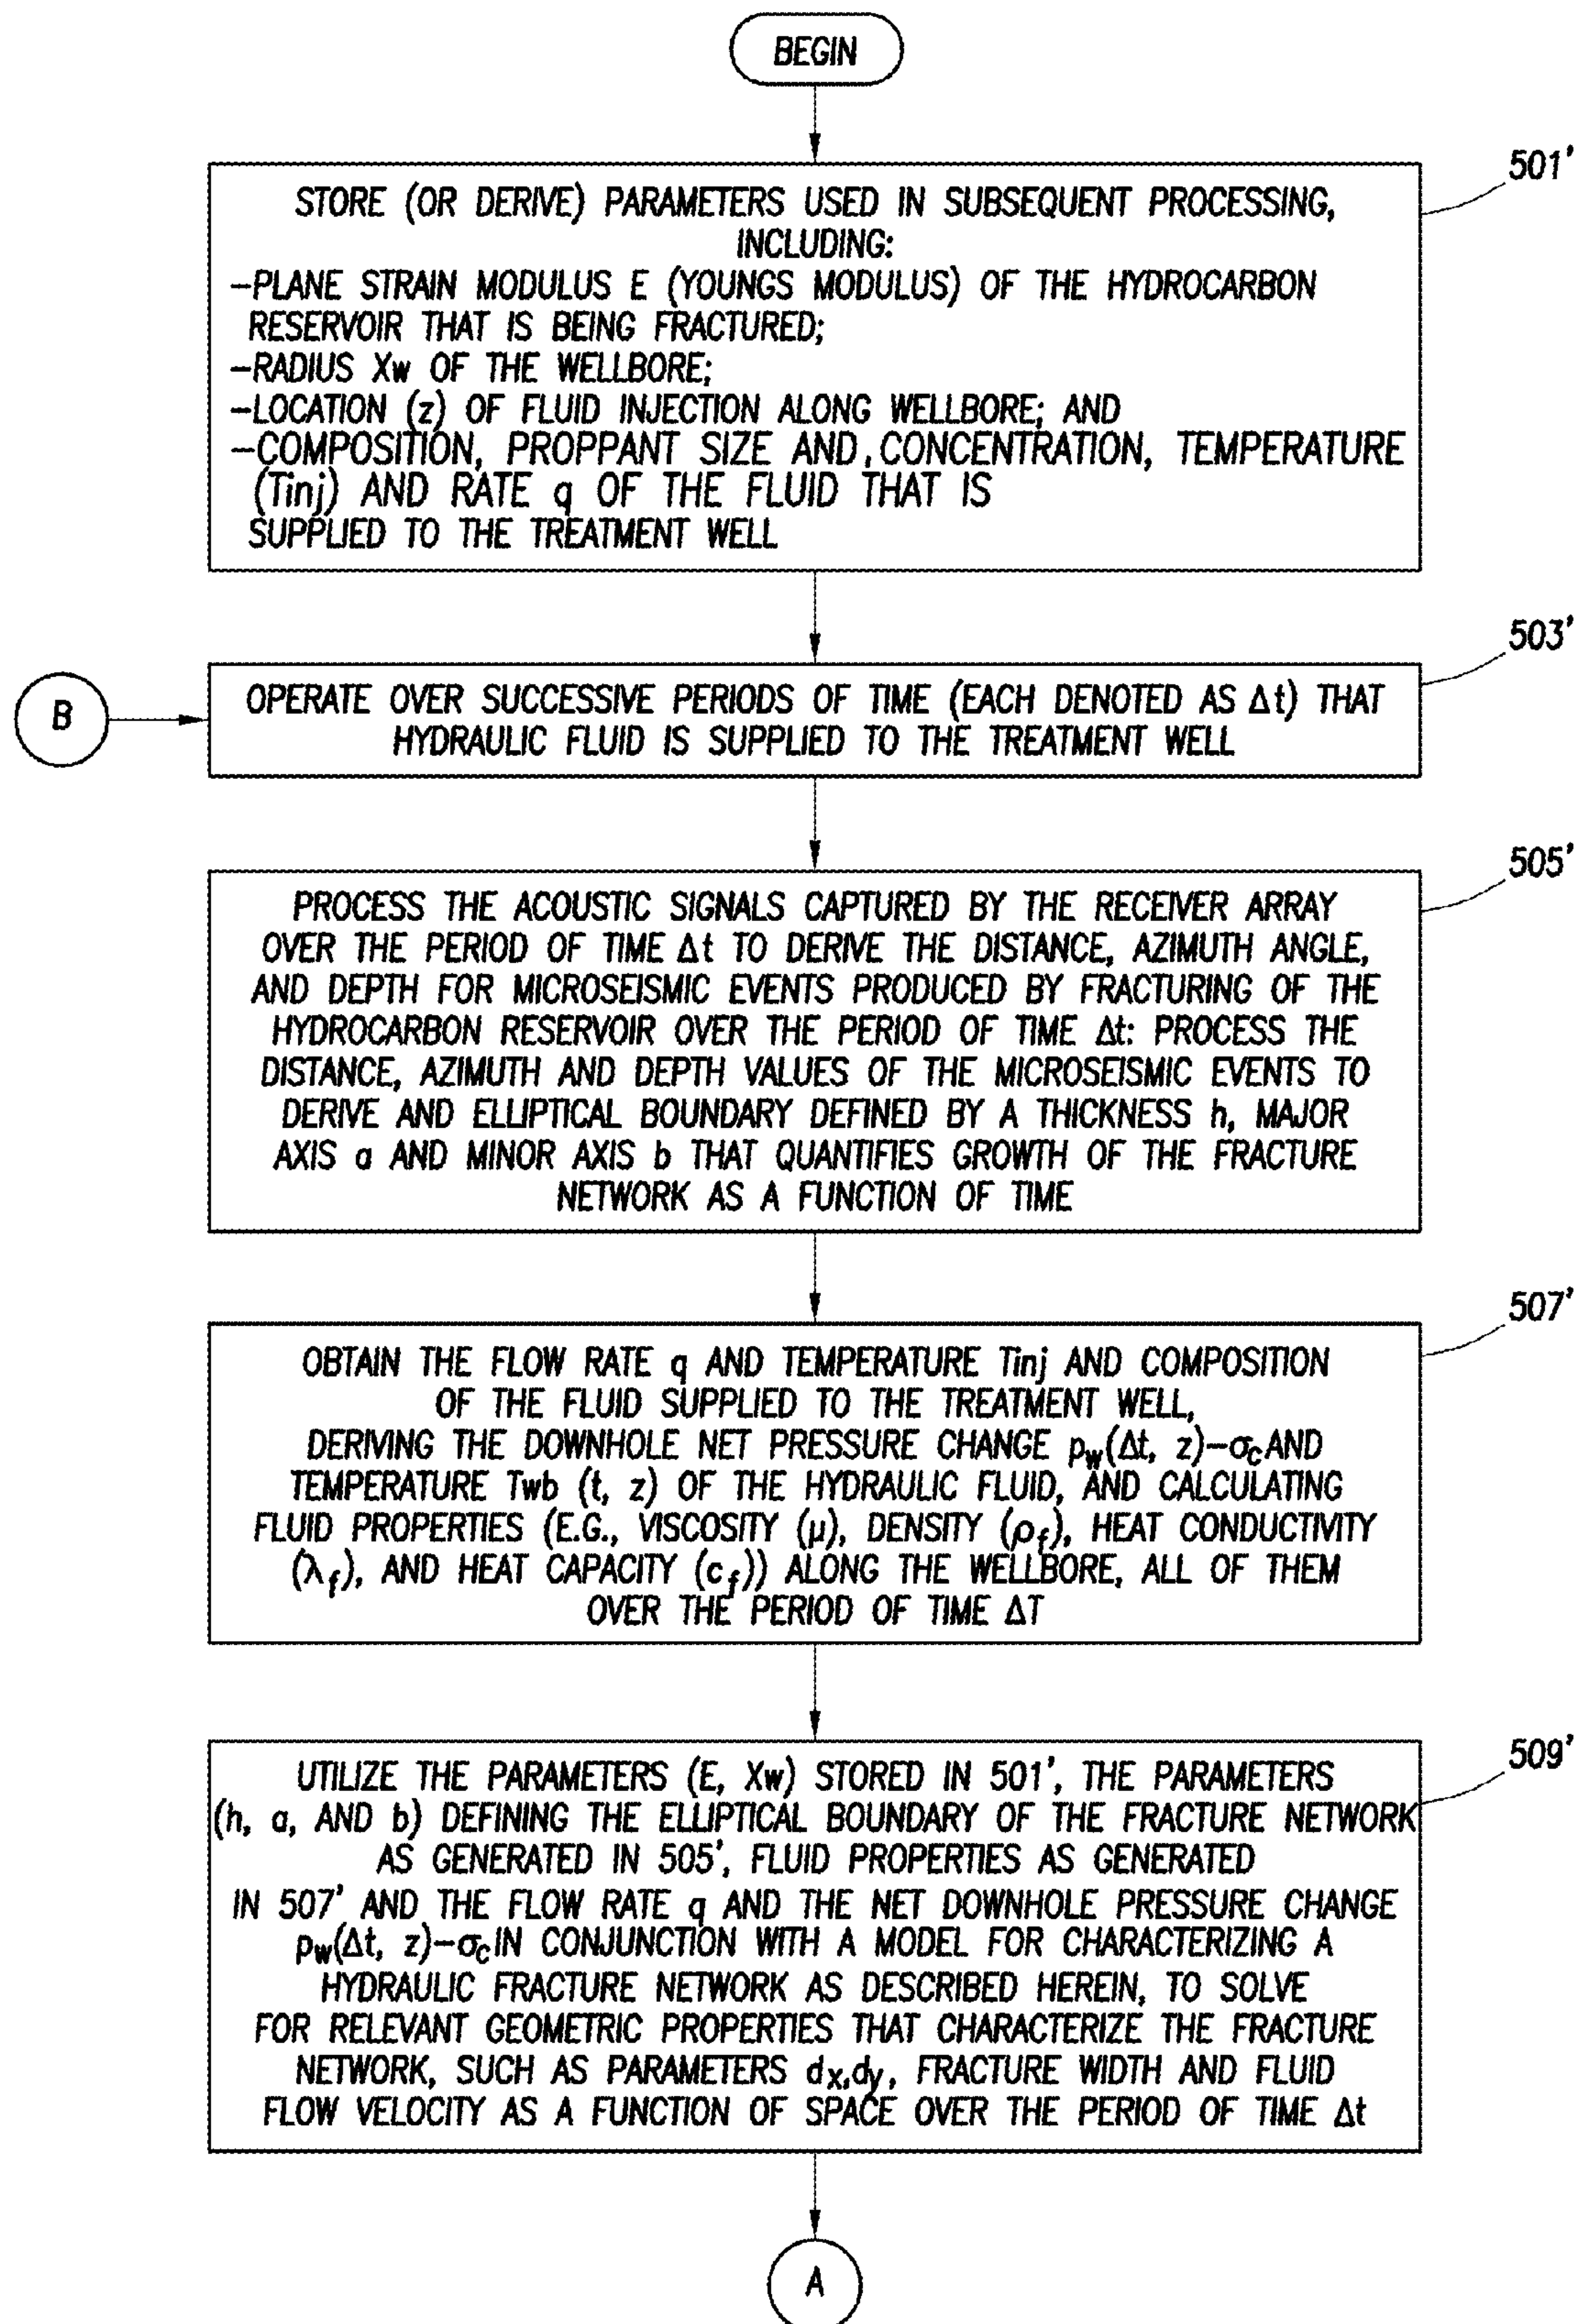 BEGIN
501'
STORE (OR DERIVE) PARAMETERS USED IN SUBSEQUENT PROCESSING,
INCLUDING:
-PLANE STRAIN MODULUS E (YOUNGS MODULUS) OF THE HYDROCARBON
RESERVOIR THAT IS BEING FRACTURED;
-RADIUS Xw OF THE WELLBORE;
-LOCATION (z) OF FLUID INJECTION ALONG WELLBORE; AND
-COMPOSITION, PROPPANT SIZE AND,CONCENTRATION, TEMPERATURE
(Tinj) AND RATE q OF THE FLUID THAT IS
SUPPLIED TO THE TREATMENT WELL
503'
B
OPERATE OVER SUCCESSIVE PERIODS OF TIME (EACH DENOTED AS Δt) THAT
HYDRAULIC FLUID IS SUPPLIED TO THE TREATMENT WELL
505'
PROCESS THE ACOUSTIC SIGNALS CAPTURED BY THE RECEIVER ARRAY
OVER THE PERIOD OF TIME Δt TO DERIVE THE DISTANCE, AZIMUTH ANGLE,
AND DEPTH FOR MICROSEISMIC EVENTS PRODUCED BY FRACTURING OF THE
HYDROCARBON RESERVOIR OVER THE PERIOD OF TIME Δt: PROCESS THE
DISTANCE, AZIMUTH AND DEPTH VALUES OF THE MICROSEISMIC EVENTS TO
DERIVE AND ELLIPTICAL BOUNDARY DEFINED BY A THICKNESS h, MAJOR
AXIS a AND MINOR AXIS b THAT QUANTIFIES GROWTH OF THE FRACTURE
NETWORK AS A FUNCTION OF TIME
507'
OBTAIN THE FLOW RATE q AND TEMPERATURE Tinj AND COMPOSITION
OF THE FLUID SUPPLIED TO THE TREATMENT WELL,
DERIVING THE DOWNHOLE NET PRESSURE CHANGE pw(Δt, z)-σc AND
TEMPERATURE Twb (t, z) OF THE HYDRAULIC FLUID, AND CALCULATING
FLUID PROPERTIES (E.G., VISCOSITY (μ), DENSITY (ρf), HEAT CONDUCTIVITY
(λf), AND HEAT CAPACITY (cf)) ALONG THE WELLBORE, ALL OF THEM
OVER THE PERIOD OF TIME ΔT
509'
UTILIZE THE PARAMETERS (E, Xw) STORED IN 501', THE PARAMETERS
(h, a, AND b) DEFINING THE ELLIPTICAL BOUNDARY OF THE FRACTURE NETWORK
AS GENERATED IN 505', FLUID PROPERTIES AS GENERATED
IN 507' AND THE FLOW RATE q AND THE NET DOWNHOLE PRESSURE CHANGE
pw(Δt, z)-σc IN CONJUNCTION WITH A MODEL FOR CHARACTERIZING A
HYDRAULIC FRACTURE NETWORK AS DESCRIBED HEREIN, TO SOLVE
FOR RELEVANT GEOMETRIC PROPERTIES THAT CHARACTERIZE THE FRACTURE
NETWORK, SUCH AS PARAMETERS dx,dy, FRACTURE WIDTH AND FLUID
FLOW VELOCITY AS A FUNCTION OF SPACE OVER THE PERIOD OF TIME Δt
A